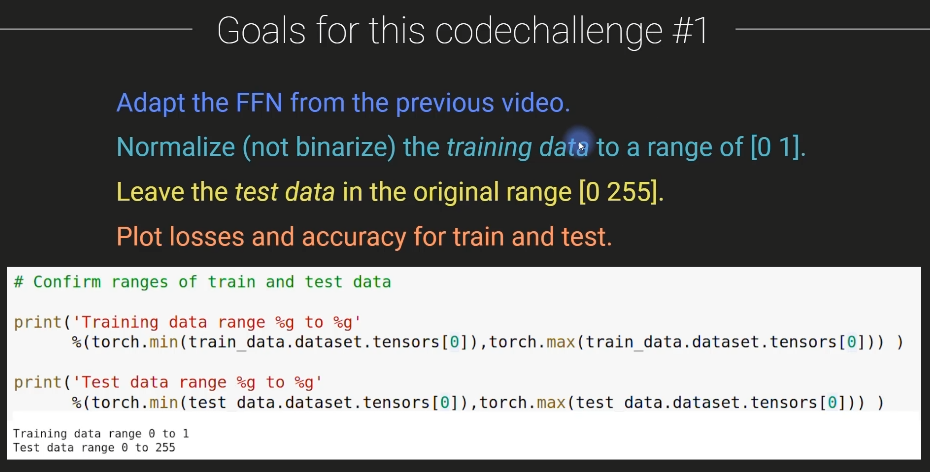 Goals for this codechallenge #1
Adapt the FFN from the previous video.
Normalize (not binarize) the training data to a range of [0 1].
Leave the test data in the original range [0 255].
Plot losses and accuracy for train and test.
# Confirm ranges of train and test data
print('Training data range %g to %g'
%(torch.min(train_data.dataset.tensors[0]),torch.max(train_data.dataset.tensors[0])) )
print('Test data range %g to %g'
%(torch.min(test_data.dataset.tensors[0]),torch.max(test_data.dataset.tensors[0])) )
Training data range 0 to 1
Test data range 0 to 255